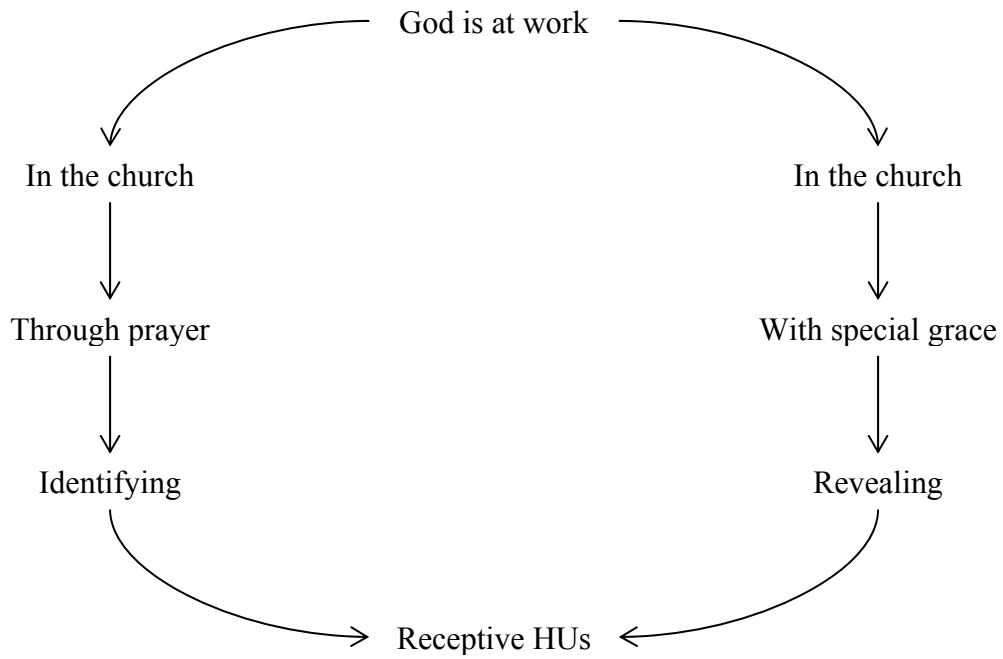 God is at work
In the church
In the church
Through prayer
With special grace
Identifying
Revealing
Receptive HUs